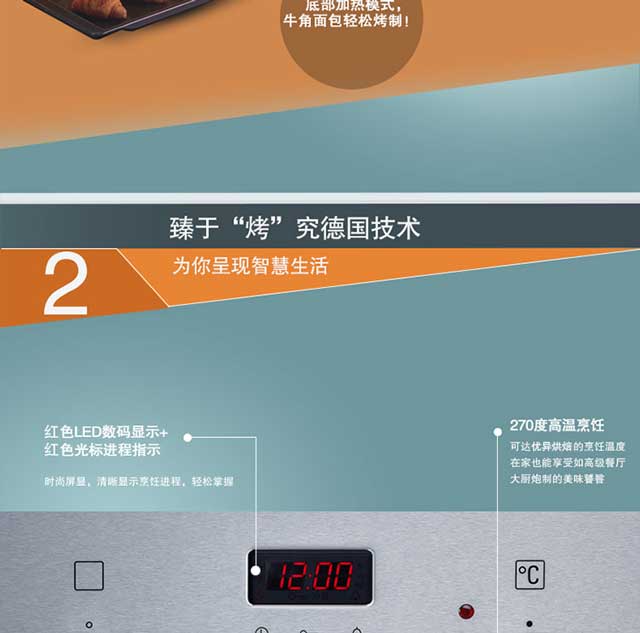 底部加热模式，
牛角面包轻松烤制！
臻于“烤”究德国技术
2
为你呈现智慧生活
红色LED数码显示+
红色光标进程指示
时尚屏显，清晰显示烹饪进程，轻松掌握
270度高温烹饪
可达优异烘焙的烹饪温度
在家也能享受如高级餐厅
大厨炮制的美味饕餮
12:00
°C